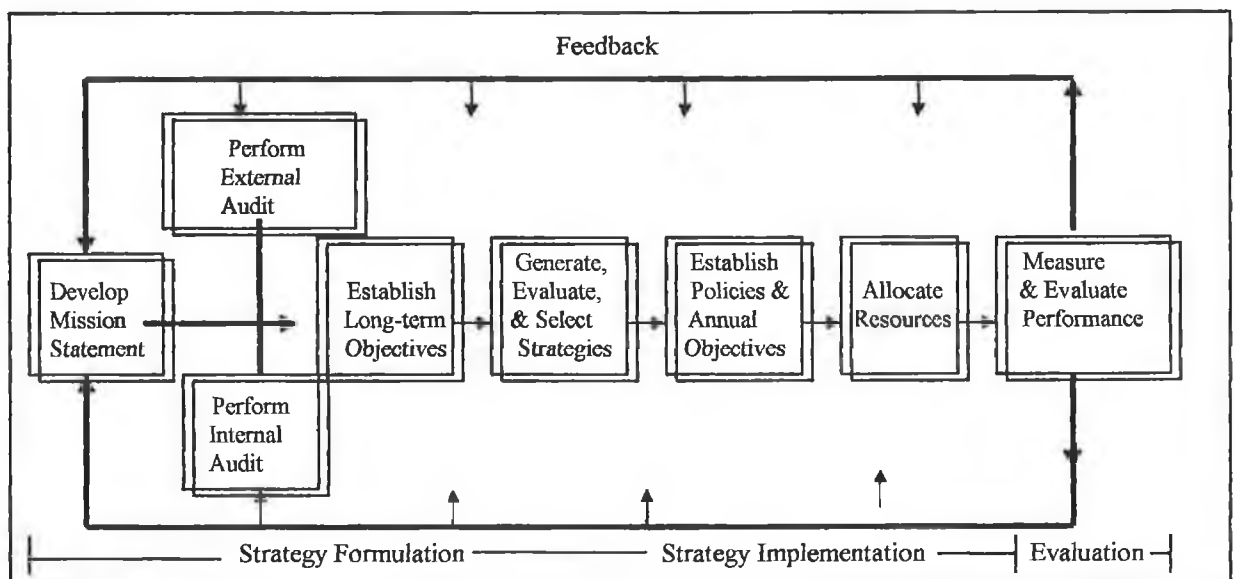 Feedback
Perform
External
Audit
Develop
Mission
Statement
Establish
Long-term
Objectives
Generate,
Evaluate,
& Select
Strategies
Establish
Policies &
Annual
Objectives
Allocate
Resources
Measure
& Evaluate
Performance
Perform
Internal
Audit
Strategy Formulation
Strategy Implementation
Evaluation